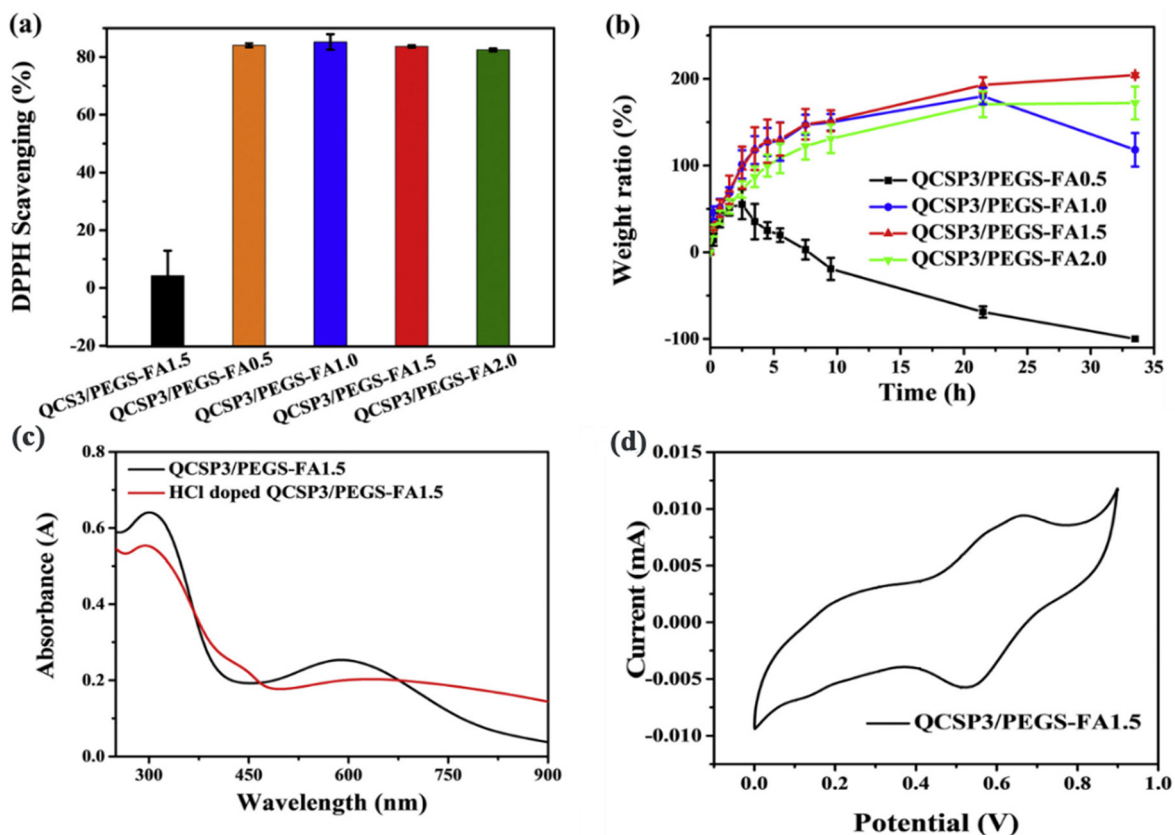 (a)
DPPH Scavenging (%)
80
60
40
20
0
-20
QCS3/PEGS-FA1.5
QCSP3/PEGS-FA0.5
QCSP3/PEGS-FA1.0
QCSP3/PEGS-FA1.5
QCSP3/PEGS-FA2.0
(b)
Weight ratio (%)
200
100
0
-100
QCSP3/PEGS-FA0.5
QCSP3/PEGS-FA1.0
QCSP3/PEGS-FA1.5
QCSP3/PEGS-FA2.0
0 5 10 15 20 25 30 35
Time (h)
(c)
Absorbance (A)
0.8
0.6
0.4
0.2
0.0
QCSP3/PEGS-FA1.5
HCl doped QCSP3/PEGS-FA1.5
300 450 600 750 900
Wavelength (nm)
(d)
Current (mA)
0.015
0.010
0.005
0.000
-0.005
-0.010
QCSP3/PEGS-FA1.5
0.0 0.2 0.4 0.6 0.8 1.0
Potential (V)